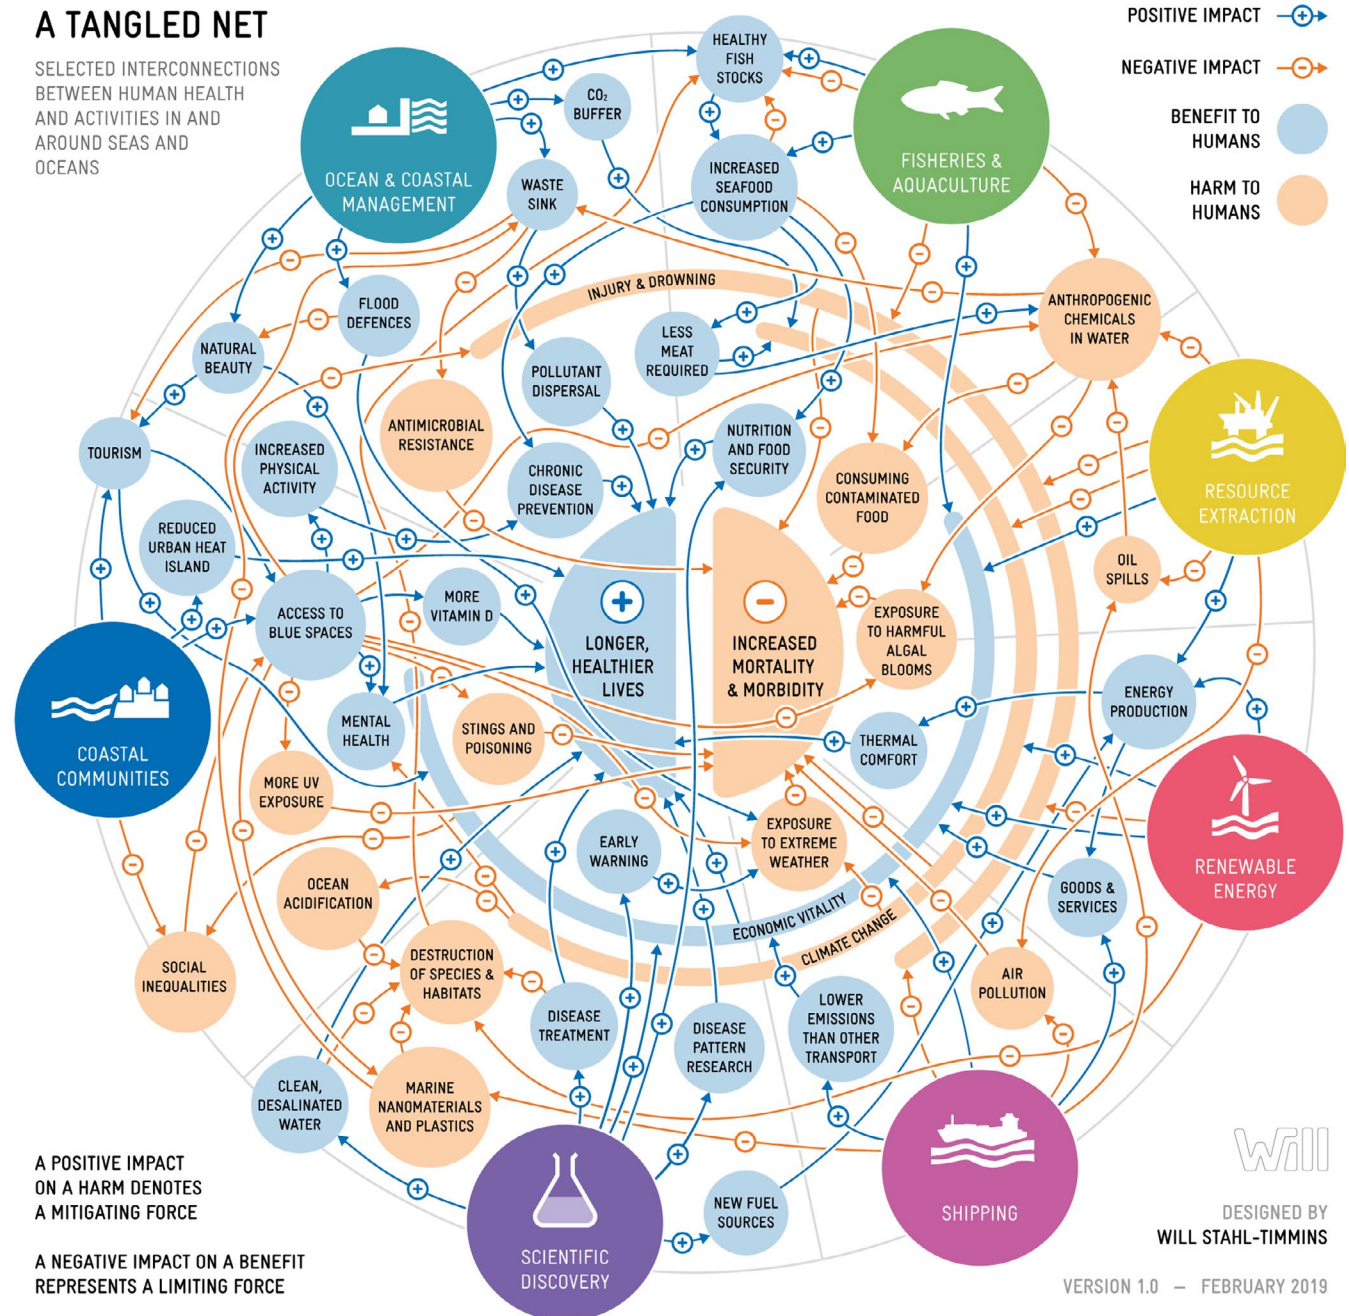 A TANGLED NET
SELECTED INTERCONNECTIONS
BETWEEN HUMAN HEALTH
AND ACTIVITIES IN AND
AROUND SEAS AND
OCEANS
POSITIVE IMPACT
NEGATIVE IMPACT
BENEFIT TO
HUMANS
HARM TO
HUMANS
OCEAN & COASTAL
MANAGEMENT
CO₂
BUFFER
HEALTHY
FISH
STOCKS
FISHERIES &
AQUACULTURE
WASTE
SINK
INCREASED
SEAFOOD
CONSUMPTION
FLOOD
DEFENCES
INJURY & DROWNING
ANTHROPOGENIC
CHEMICALS
IN WATER
NATURAL
BEAUTY
LESS
MEAT
REQUIRED
POLLUTANT
DISPERSAL
TOURISM
INCREASED
PHYSICAL
ACTIVITY
ANTIMICROBIAL
RESISTANCE
NUTRITION
AND FOOD
SECURITY
CHRONIC
DISEASE
PREVENTION
CONSUMING
CONTAMINATED
FOOD
RESOURCE
EXTRACTION
REDUCED
URBAN HEAT
ISLAND
OIL
SPILLS
ACCESS TO
BLUE SPACES
MORE
VITAMIN D
LONGER,
HEALTHIER
LIVES
INCREASED
MORTALITY
& MORBIDITY
EXPOSURE
TO HARMFUL
ALGAL
BLOOMS
ENERGY
PRODUCTION
COASTAL
COMMUNITIES
MENTAL
HEALTH
STINGS AND
POISONING
THERMAL
COMFORT
MORE UV
EXPOSURE
EARLY
WARNING
EXPOSURE
TO EXTREME
WEATHER
RENEWABLE
ENERGY
OCEAN
ACIDIFICATION
GOODS &
SERVICES
ECONOMIC VITALITY
CLIMATE CHANGE
SOCIAL
INEQUALITIES
DESTRUCTION
OF SPECIES &
HABITATS
AIR
POLLUTION
DISEASE
TREATMENT
DISEASE
PATTERN
RESEARCH
LOWER
EMISSIONS
THAN OTHER
TRANSPORT
CLEAN,
DESALINATED
WATER
MARINE
NANOMATERIALS
AND PLASTICS
SCIENTIFIC
DISCOVERY
NEW FUEL
SOURCES
SHIPPING
A POSITIVE IMPACT
ON A HARM DENOTES
A MITIGATING FORCE
A NEGATIVE IMPACT ON A BENEFIT
REPRESENTS A LIMITING FORCE
Will
DESIGNED BY
WILL STAHL-TIMMINS
VERSION 1.0 – FEBRUARY 2019